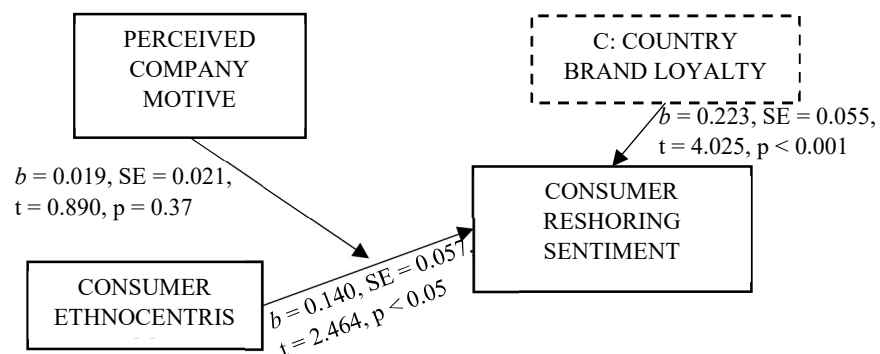 PERCEIVED
COMPANY
MOTIVE
C: COUNTRY
BRAND LOYALTY
b = 0.223, SE = 0.055,
t = 4.025, p < 0.001
b = 0.019, SE = 0.021,
t = 0.890, p = 0.37
CONSUMER
RESHORING
SENTIMENT
b = 0.140, SE = 0.057,
t = 2.464, p < 0.05
CONSUMER
ETHNOCENTRIS